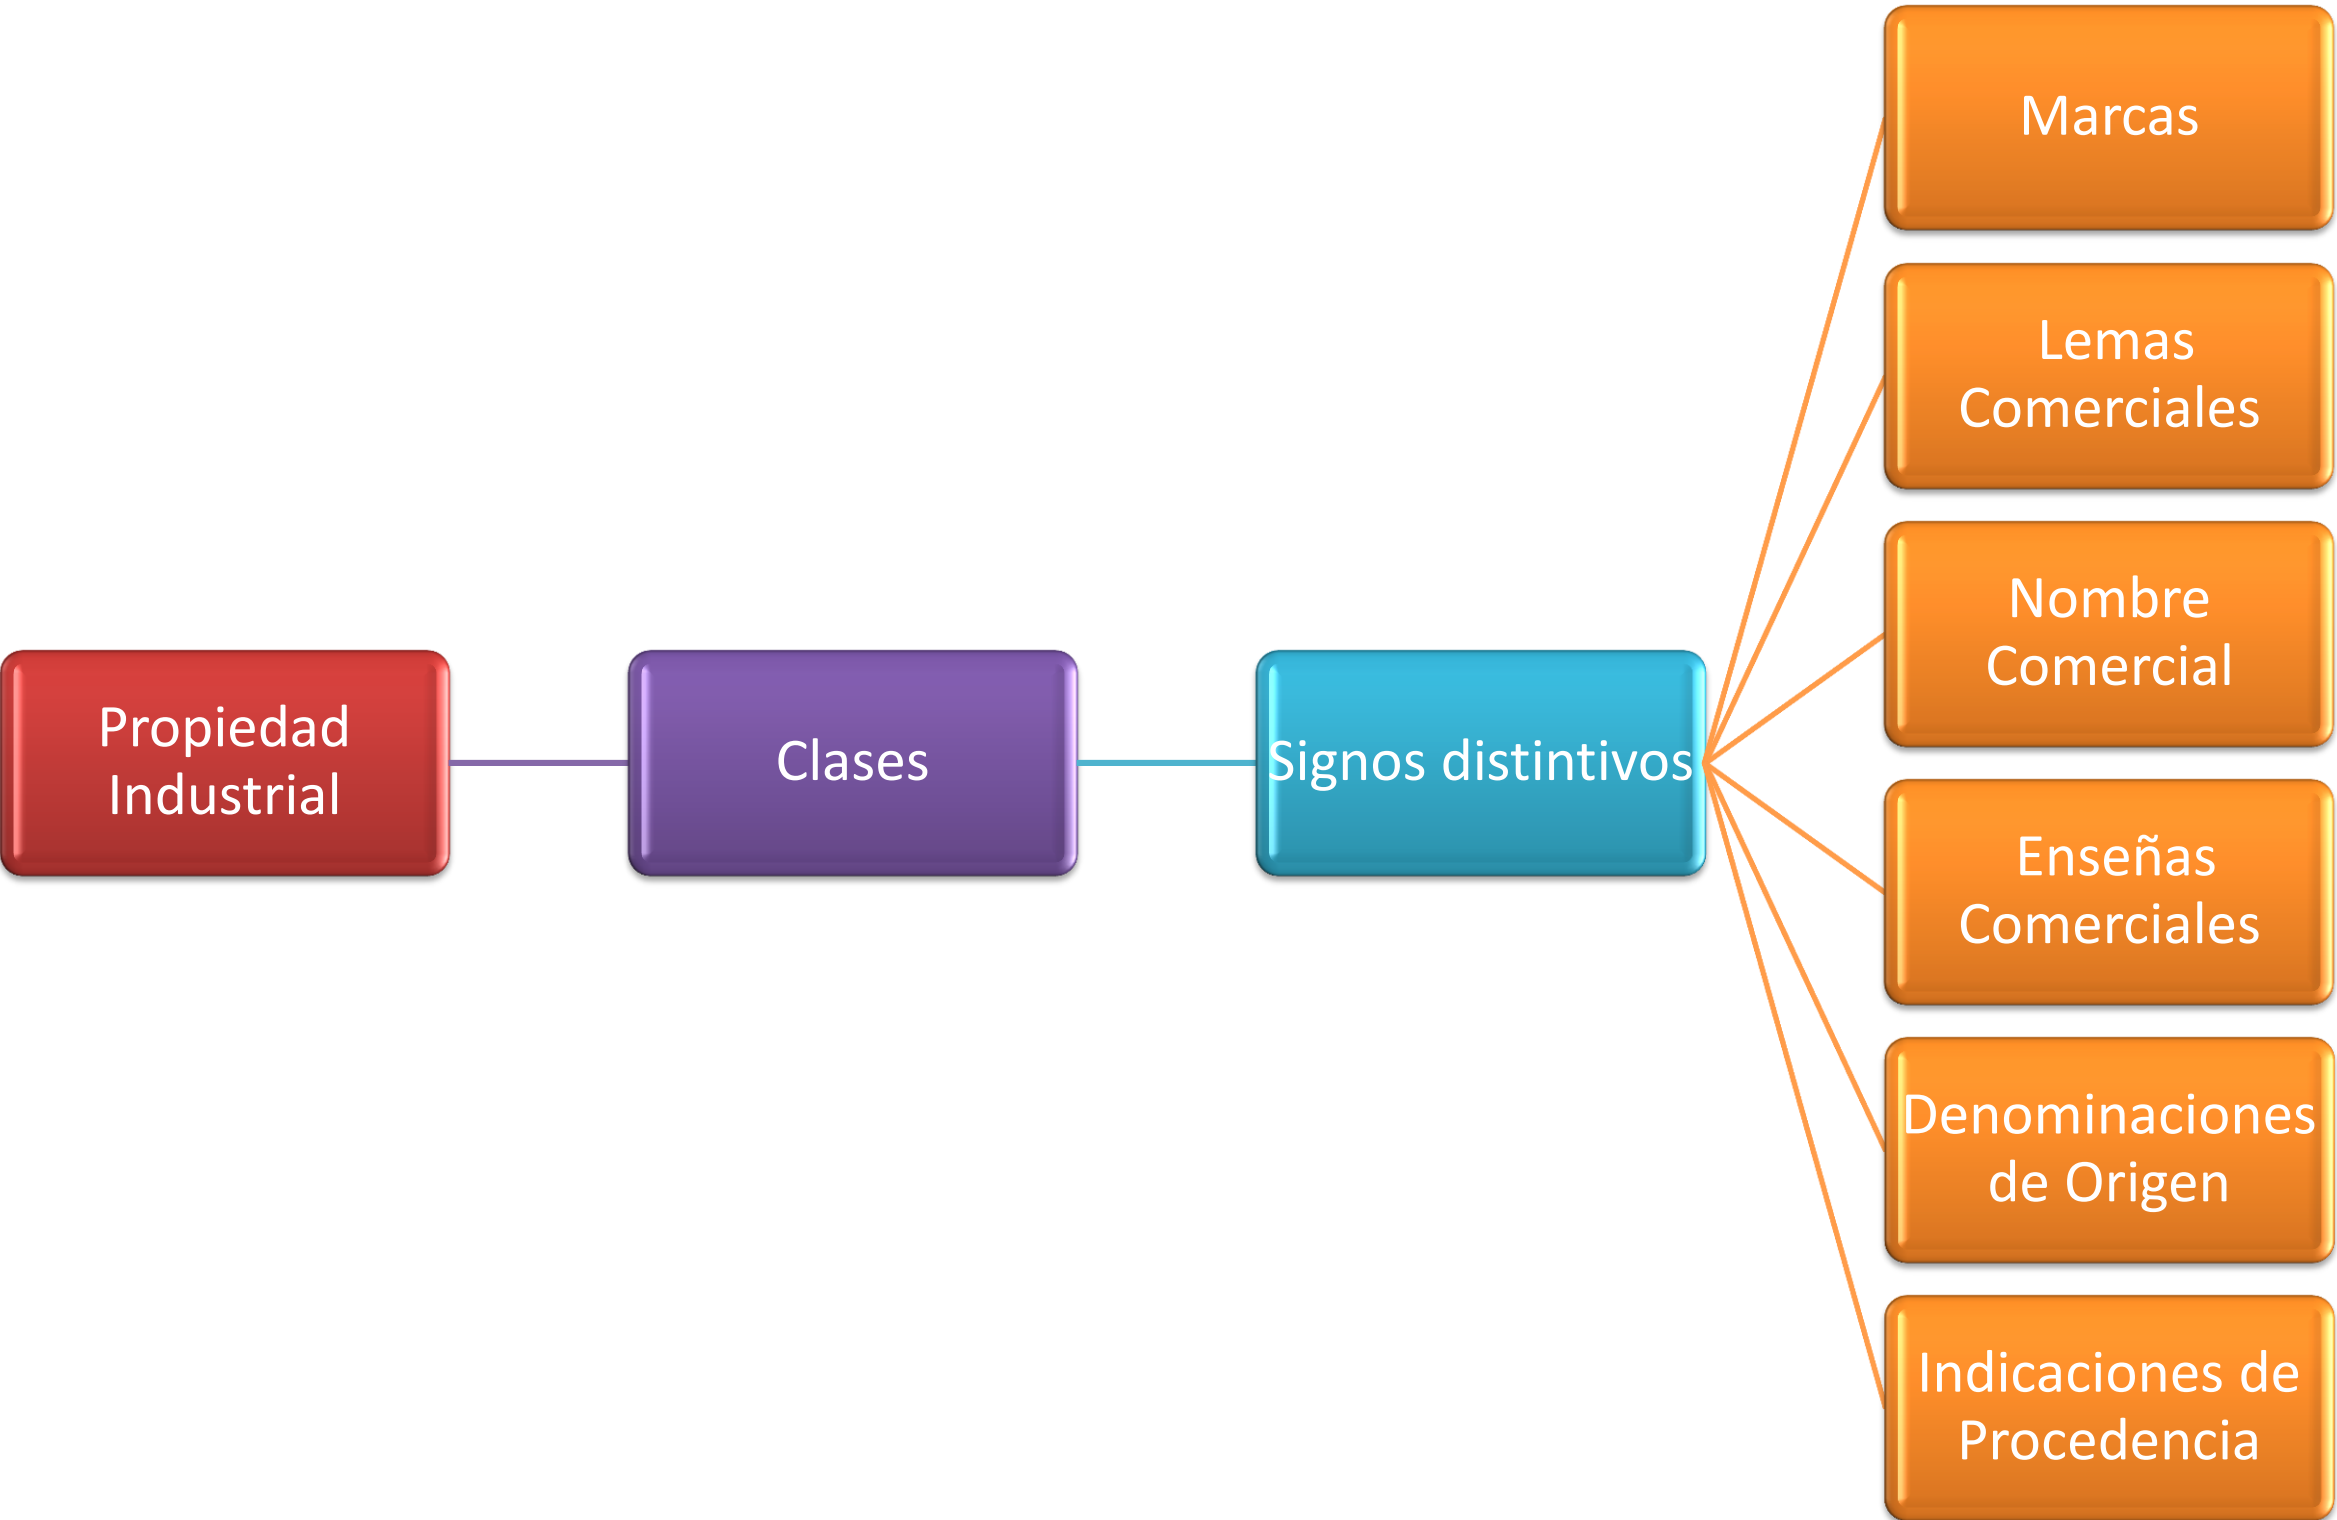 Propiedad
Industrial
Clases
Signos distintivos
Marcas
Lemas
Comerciales
Nombre
Comercial
Enseñas
Comerciales
Denominaciones
de Origen
Indicaciones de
Procedencia